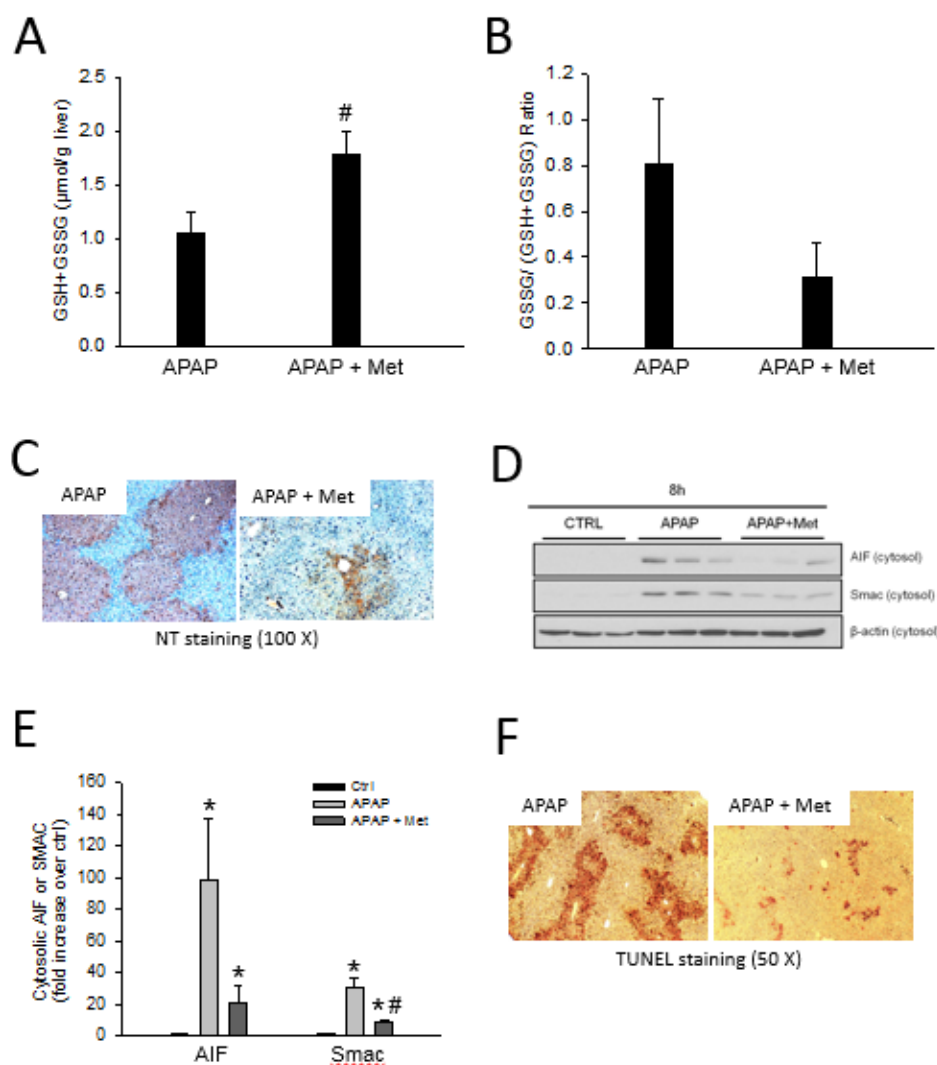 A
2.5
2.0
1.5
1.0
0.5
0.0
GSH+GSSG (μmol/g liver)
#
APAP
APAP + Met
B
1.2
1.0
0.8
0.6
0.4
0.2
0.0
GSSG/ (GSH+GSSG) Ratio
APAP
APAP + Met
C
APAP
APAP + Met
NT staining (100 X)
D
8h
CTRL
APAP
APAP+Met
AIF (cytosol)
Smac (cytosol)
β-actin (cytosol)
E
160
140
120
100
80
60
40
20
0
Cytosolic AIF or SMAC
(fold increase over ctrl)
Ctrl
APAP
APAP + Met
*
*
*
*#
AIF
Smac
F
APAP
APAP + Met
TUNEL staining (50 X)